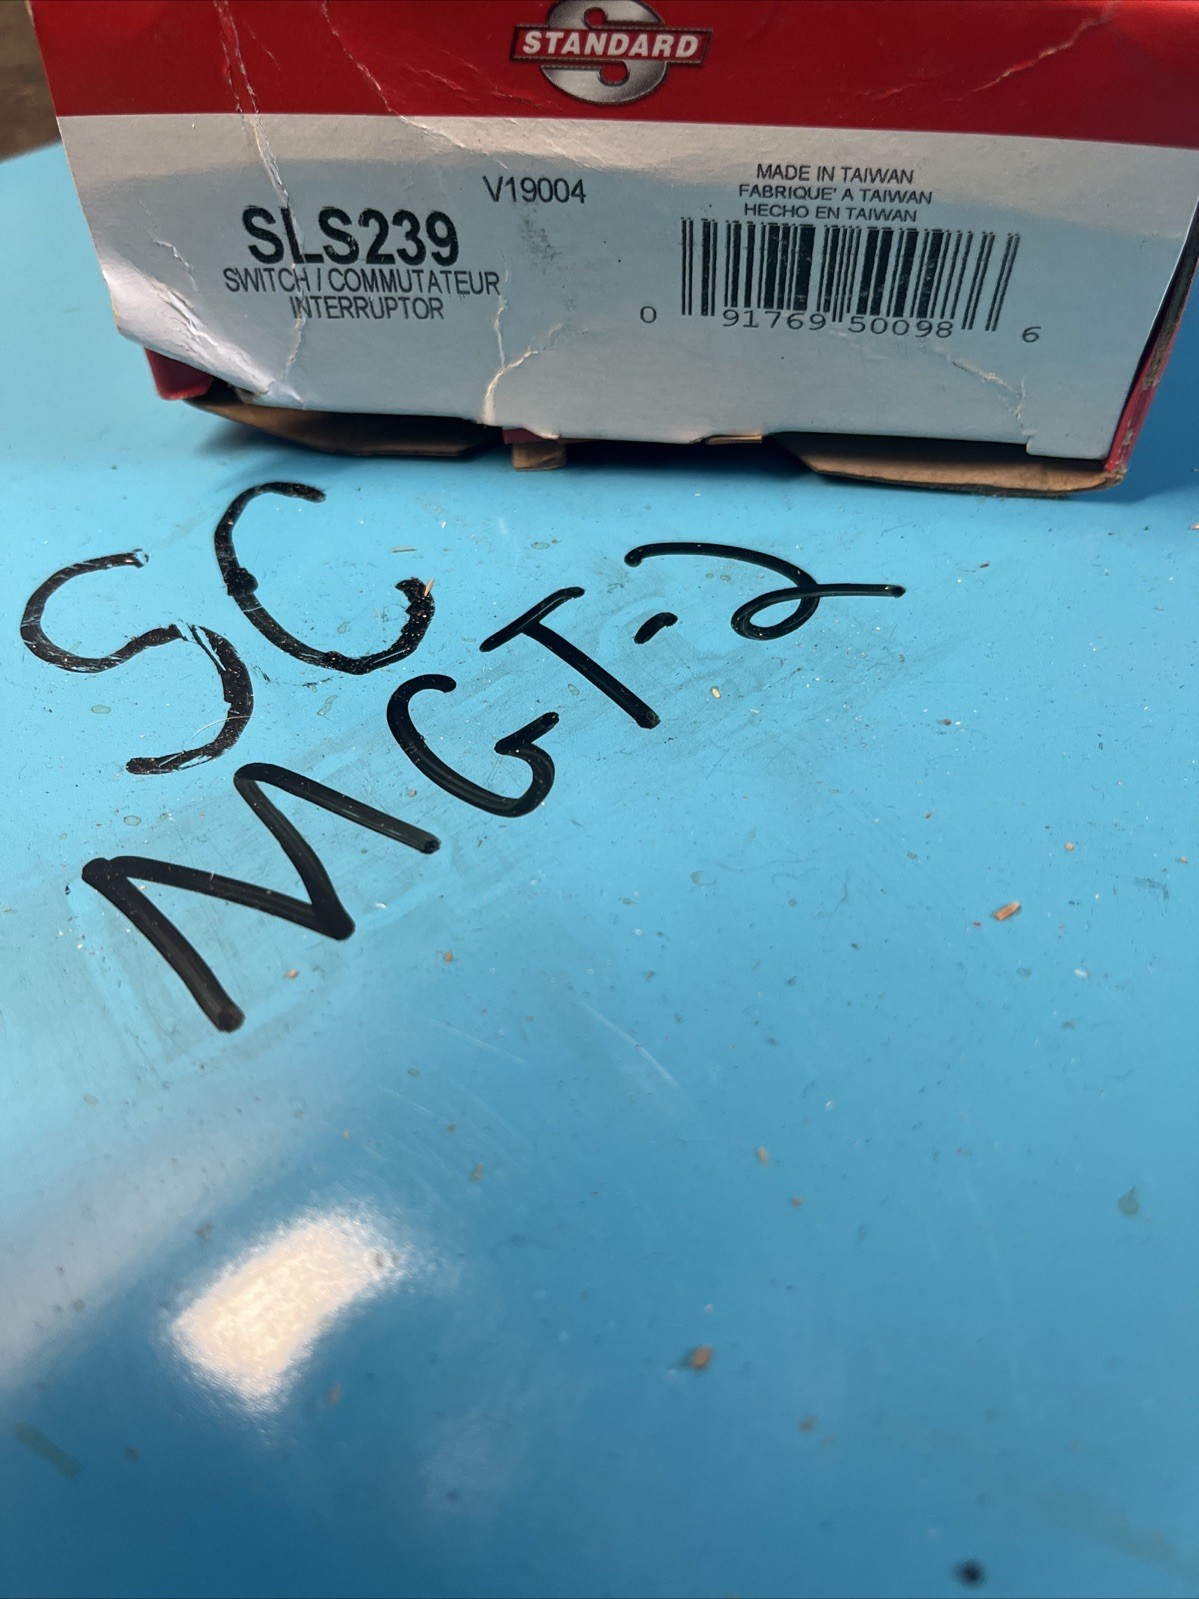 STANDARD
V19004
SLS239
SWITCH / COMMUTATEUR
INTERRUPTOR
MADE IN TAIWAN
FABRIQUE' A TAIWAN
HECHO EN TAIWAN
0 91769 50098 6
SC
MGT-2